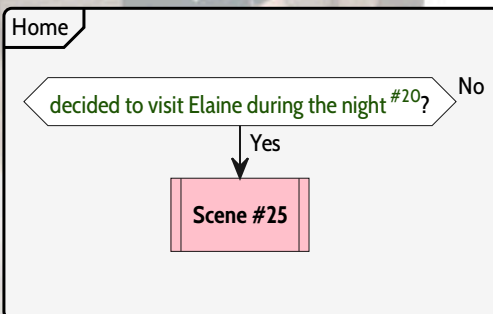 Home
decided to visit Elaine during the night #20?
No
Yes
Scene #25